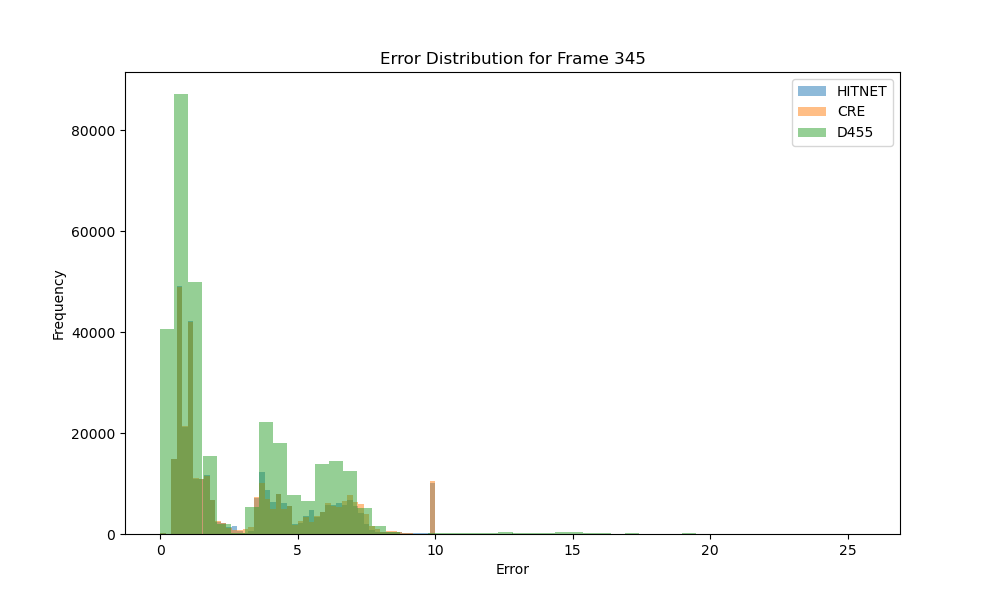 Error Distribution for Frame 345
HITNET
CRE
D455
80000
60000
40000
20000
0
Frequency
0 5 10 15 20 25
Error